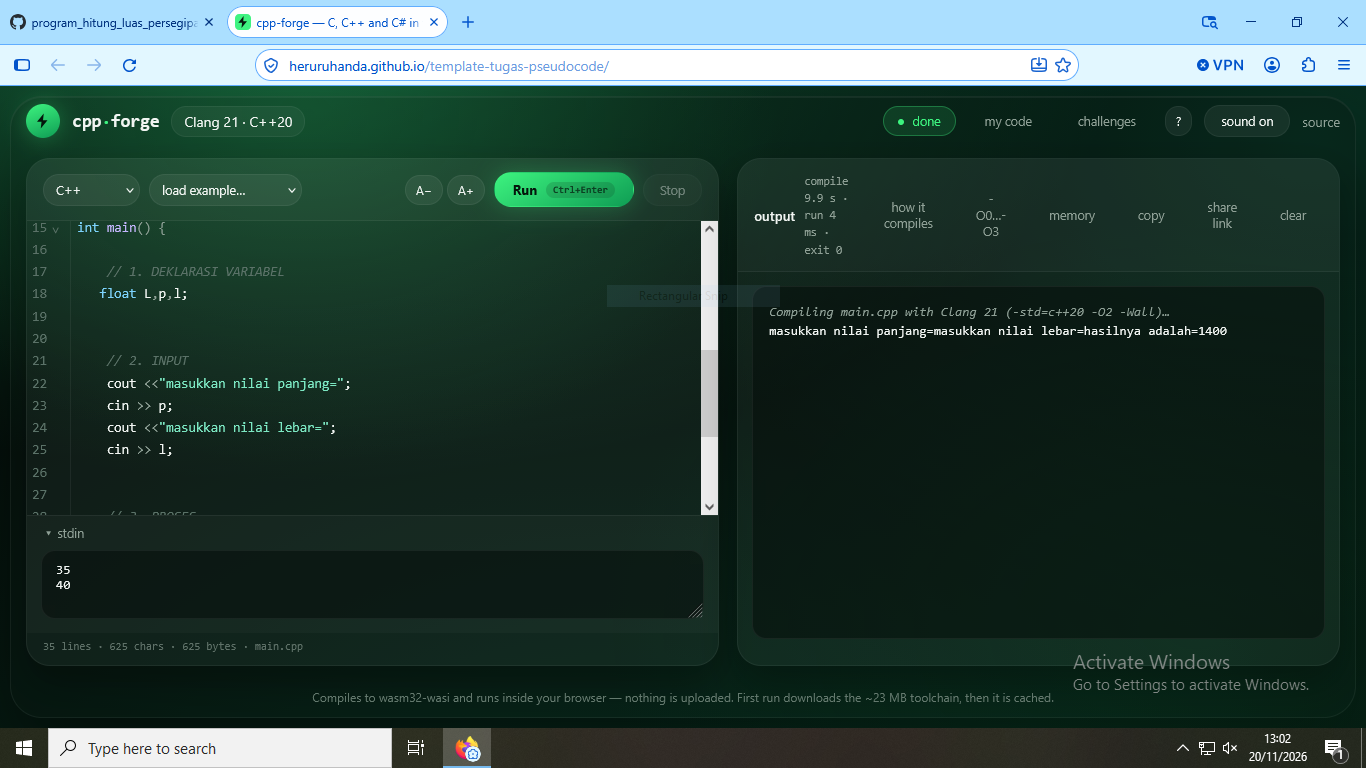 program_hitung_luas_persegipa
cpp-forge — C, C++ and C# in
heruruhanda.github.io/template-tugas-pseudocode/
VPN
cpp·forge
Clang 21 · C++20
done
my code
challenges
?
sound on
source
C++
load example...
A−
A+
Run Ctrl+Enter
Stop
15 int main() {
16
17 // 1. DEKLARASI VARIABEL
18 float L,p,l;
19
20
21 // 2. INPUT
22 cout <<"masukkan nilai panjang=";
23 cin >> p;
24 cout <<"masukkan nilai lebar=";
25 cin >> l;
26
27
28 // 3. PROSES
stdin
35
40
35 lines · 625 chars · 625 bytes · main.cpp
output
compile
9.9 s ·
run 4
ms ·
exit 0
how it
compiles
-
O0…-
O3
memory
copy
share
link
clear
Rectangular Snip
Compiling main.cpp with Clang 21 (-std=c++20 -O2 -Wall)…
masukkan nilai panjang=masukkan nilai lebar=hasilnya adalah=1400
Activate Windows
Go to Settings to activate Windows.
Compiles to wasm32-wasi and runs inside your browser — nothing is uploaded. First run downloads the ~23 MB toolchain, then it is cached.
Type here to search
13:02
20/11/2026
1